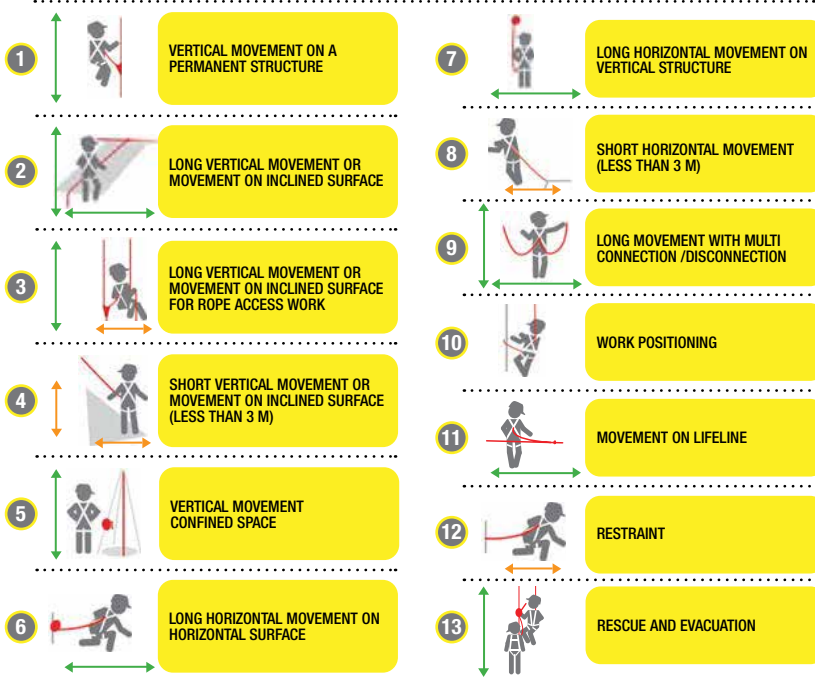 1
VERTICAL MOVEMENT ON A
PERMANENT STRUCTURE
2
LONG VERTICAL MOVEMENT OR
MOVEMENT ON INCLINED SURFACE
3
LONG VERTICAL MOVEMENT OR
MOVEMENT ON INCLINED SURFACE
FOR ROPE ACCESS WORK
4
SHORT VERTICAL MOVEMENT OR
MOVEMENT ON INCLINED SURFACE
(LESS THAN 3 M)
5
VERTICAL MOVEMENT
CONFINED SPACE
6
LONG HORIZONTAL MOVEMENT ON
HORIZONTAL SURFACE
7
LONG HORIZONTAL MOVEMENT ON
VERTICAL STRUCTURE
8
SHORT HORIZONTAL MOVEMENT
(LESS THAN 3 M)
9
LONG MOVEMENT WITH MULTI
CONNECTION /DISCONNECTION
10
WORK POSITIONING
11
MOVEMENT ON LIFELINE
12
RESTRAINT
13
RESCUE AND EVACUATION